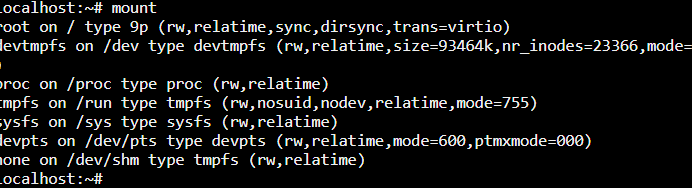 localhost:~# mount
root on / type 9p (rw,relatime,sync,dirsync,trans=virtio)
devtmpfs on /dev type devtmpfs (rw,relatime,size=93464k,nr_inodes=23366,mode=
)
proc on /proc type proc (rw,relatime)
tmpfs on /run type tmpfs (rw,nosuid,nodev,relatime,mode=755)
sysfs on /sys type sysfs (rw,relatime)
devpts on /dev/pts type devpts (rw,relatime,mode=600,ptmxmode=000)
none on /dev/shm type tmpfs (rw,relatime)
localhost:~#